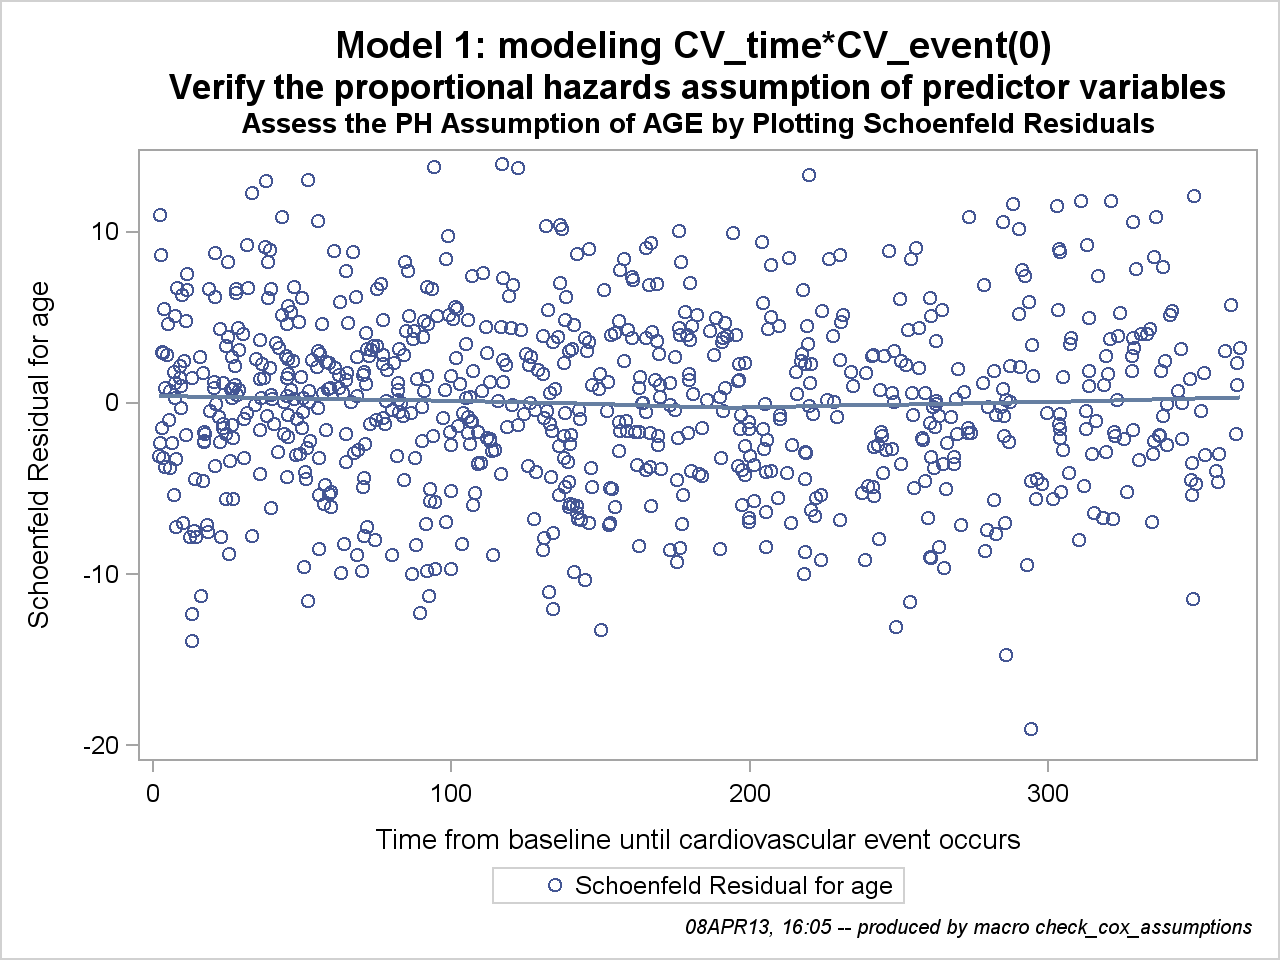 Model 1: modeling CV_time*CV_event(0)
Verify the proportional hazards assumption of predictor variables
Assess the PH Assumption of AGE by Plotting Schoenfeld Residuals
Schoenfeld Residual for age
10
0
-10
-20
0 100 200 300
Time from baseline until cardiovascular event occurs
Schoenfeld Residual for age
08APR13, 16:05 -- produced by macro check_cox_assumptions